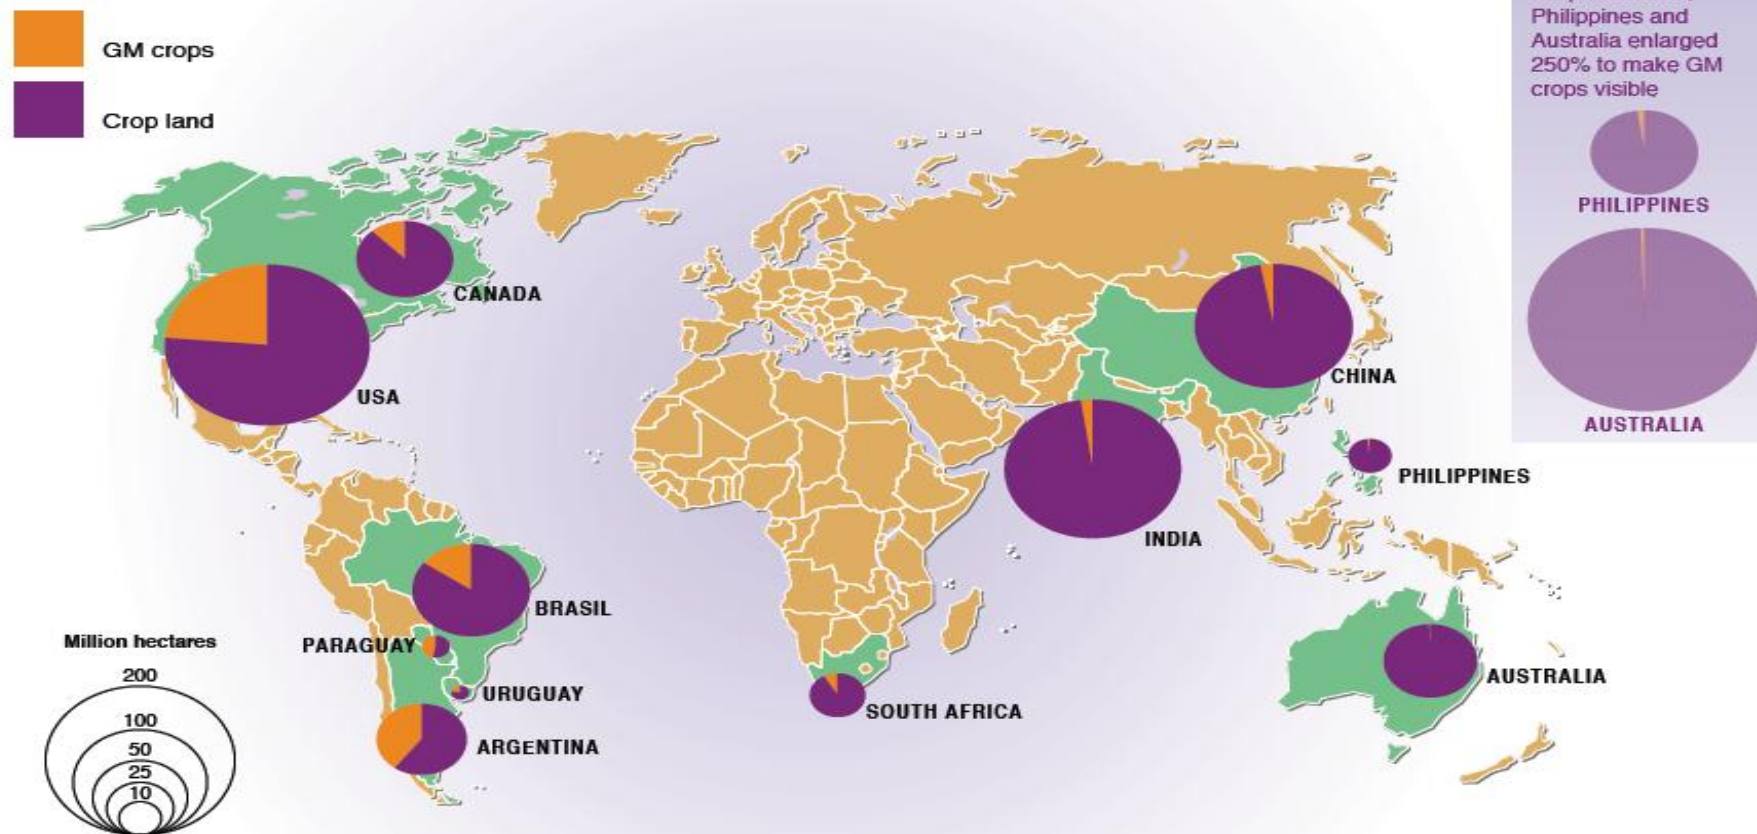 GM crops
Crop land
Philippines and
Australia enlarged
250% to make GM
crops visible
PHILIPPINES
AUSTRALIA
CANADA
USA
CHINA
PHILIPPINES
INDIA
BRASIL
PARAGUAY
URUGUAY
ARGENTINA
SOUTH AFRICA
AUSTRALIA
Million hectares
200
100
50
25
10